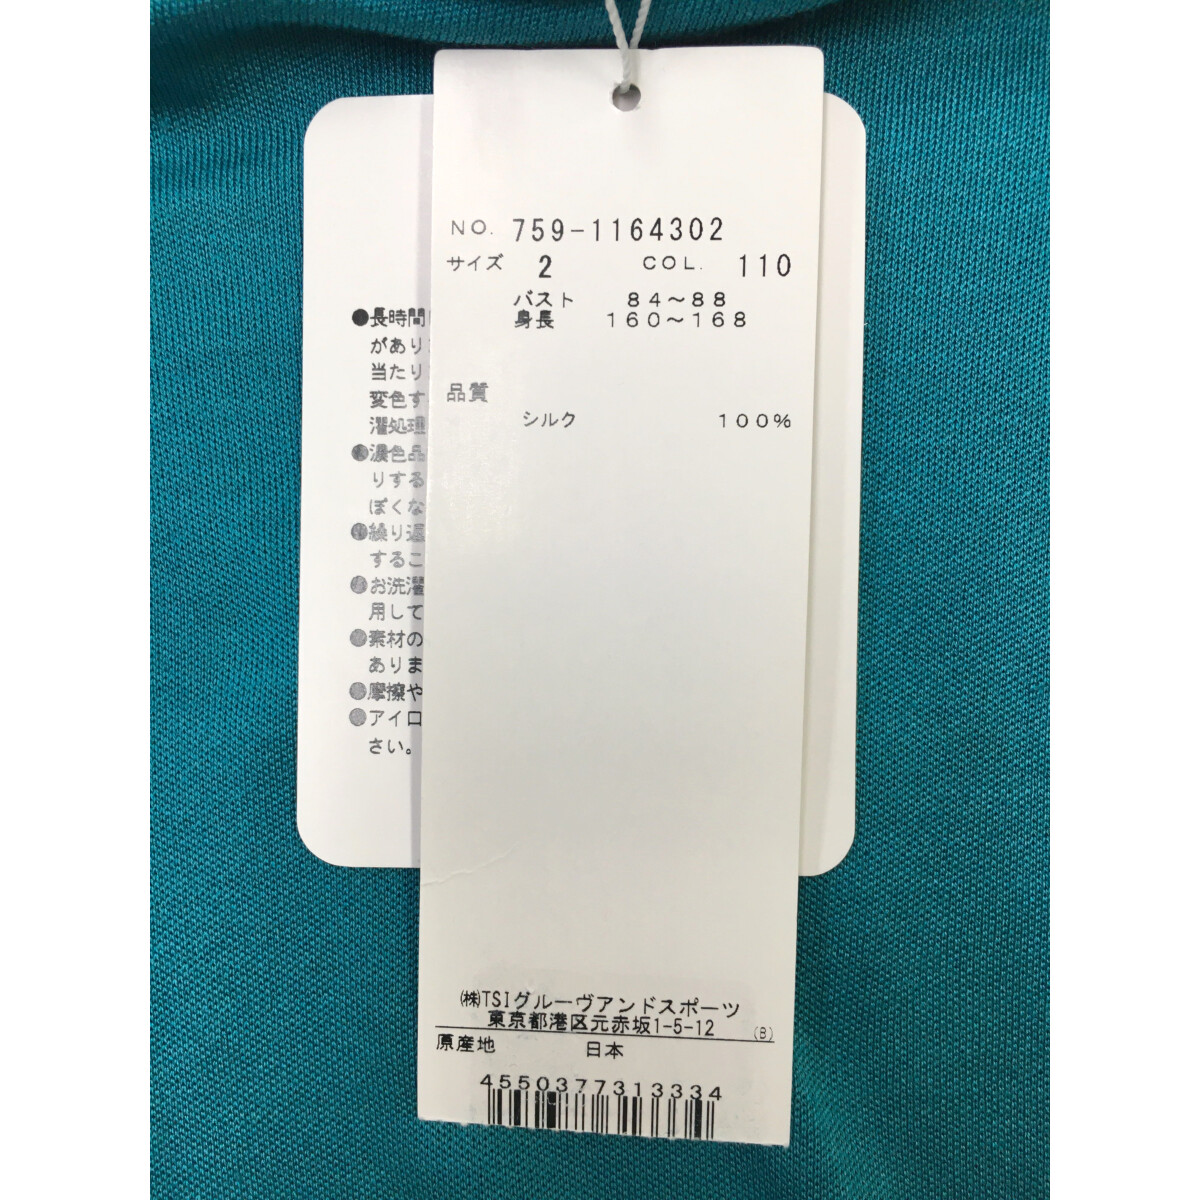 NO. 759-1164302
サイズ 2 COL. 110
バスト 84～88
身長 160～168
品質
シルク 100%
㈱TSIグルーヴアンドスポーツ
東京都港区元赤坂1-5-12 (B)
原産地 日本
4550377313334
●長時間
があり
当たり
変色す
濯処理
●濃色品
りする
ぽくな
●繰り返
するこ
●お洗濯
用して
●素材の
ありま
●摩擦や
●アイロ
さい。